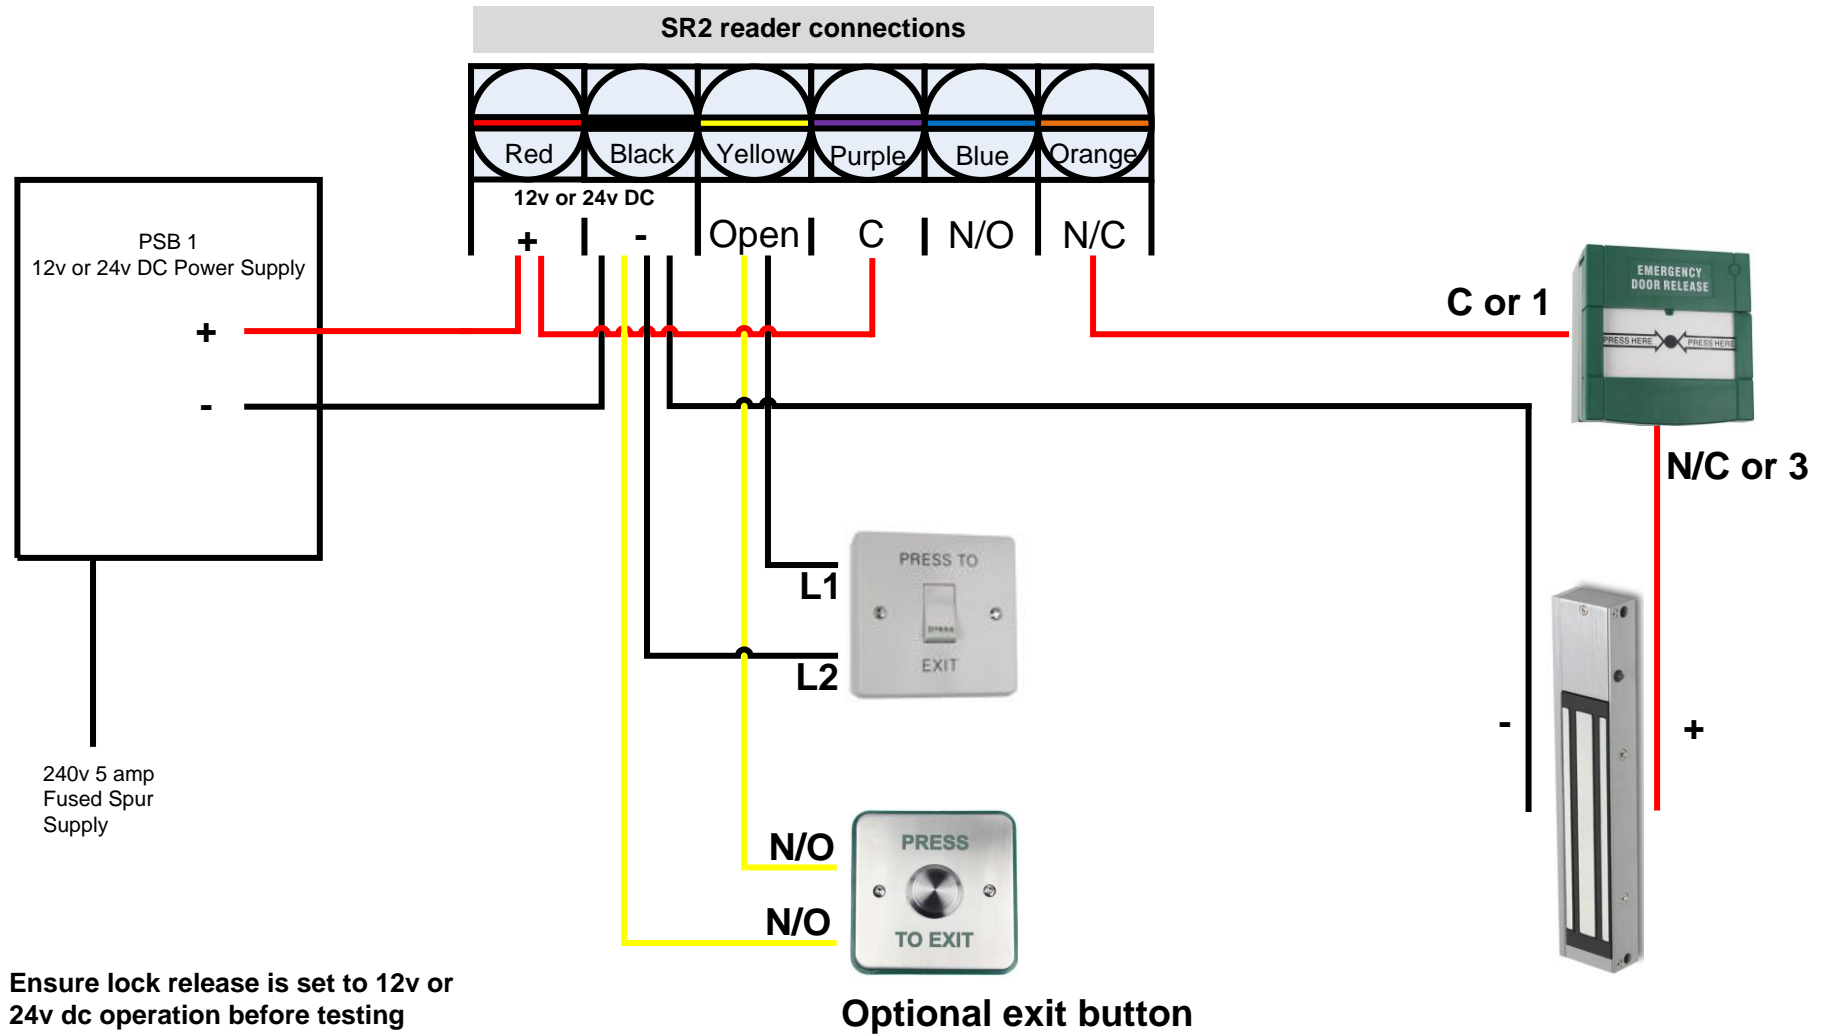 SR2 reader connections
Red Black Yellow Purple Blue Orange
12v or 24v DC
+ - Open C N/O N/C
PSB 1
12v or 24v DC Power Supply
+
-
EMERGENCY
DOOR RELEASE
PRESS HERE PRESS HERE
C or 1
N/C or 3
PRESS TO
PRESS
EXIT
L1
L2
-
+
240v 5 amp
Fused Spur
Supply
N/O
N/O
PRESS
TO EXIT
Ensure lock release is set to 12v or
24v dc operation before testing
Optional exit button